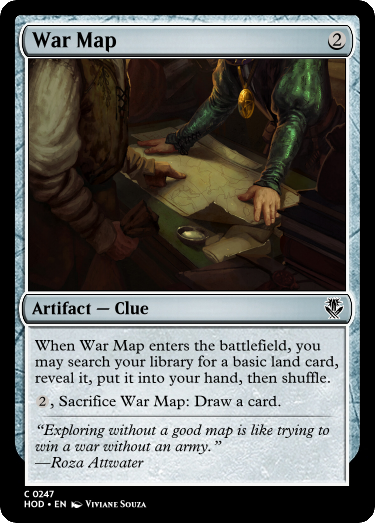 War Map 2
Artifact — Clue
When War Map enters the battlefield, you
may search your library for a basic land card,
reveal it, put it into your hand, then shuffle.
2, Sacrifice War Map: Draw a card.
“Exploring without a good map is like trying to
win a war without an army.”
—Roza Attwater
C 0247
HOD • EN Viviane Souza